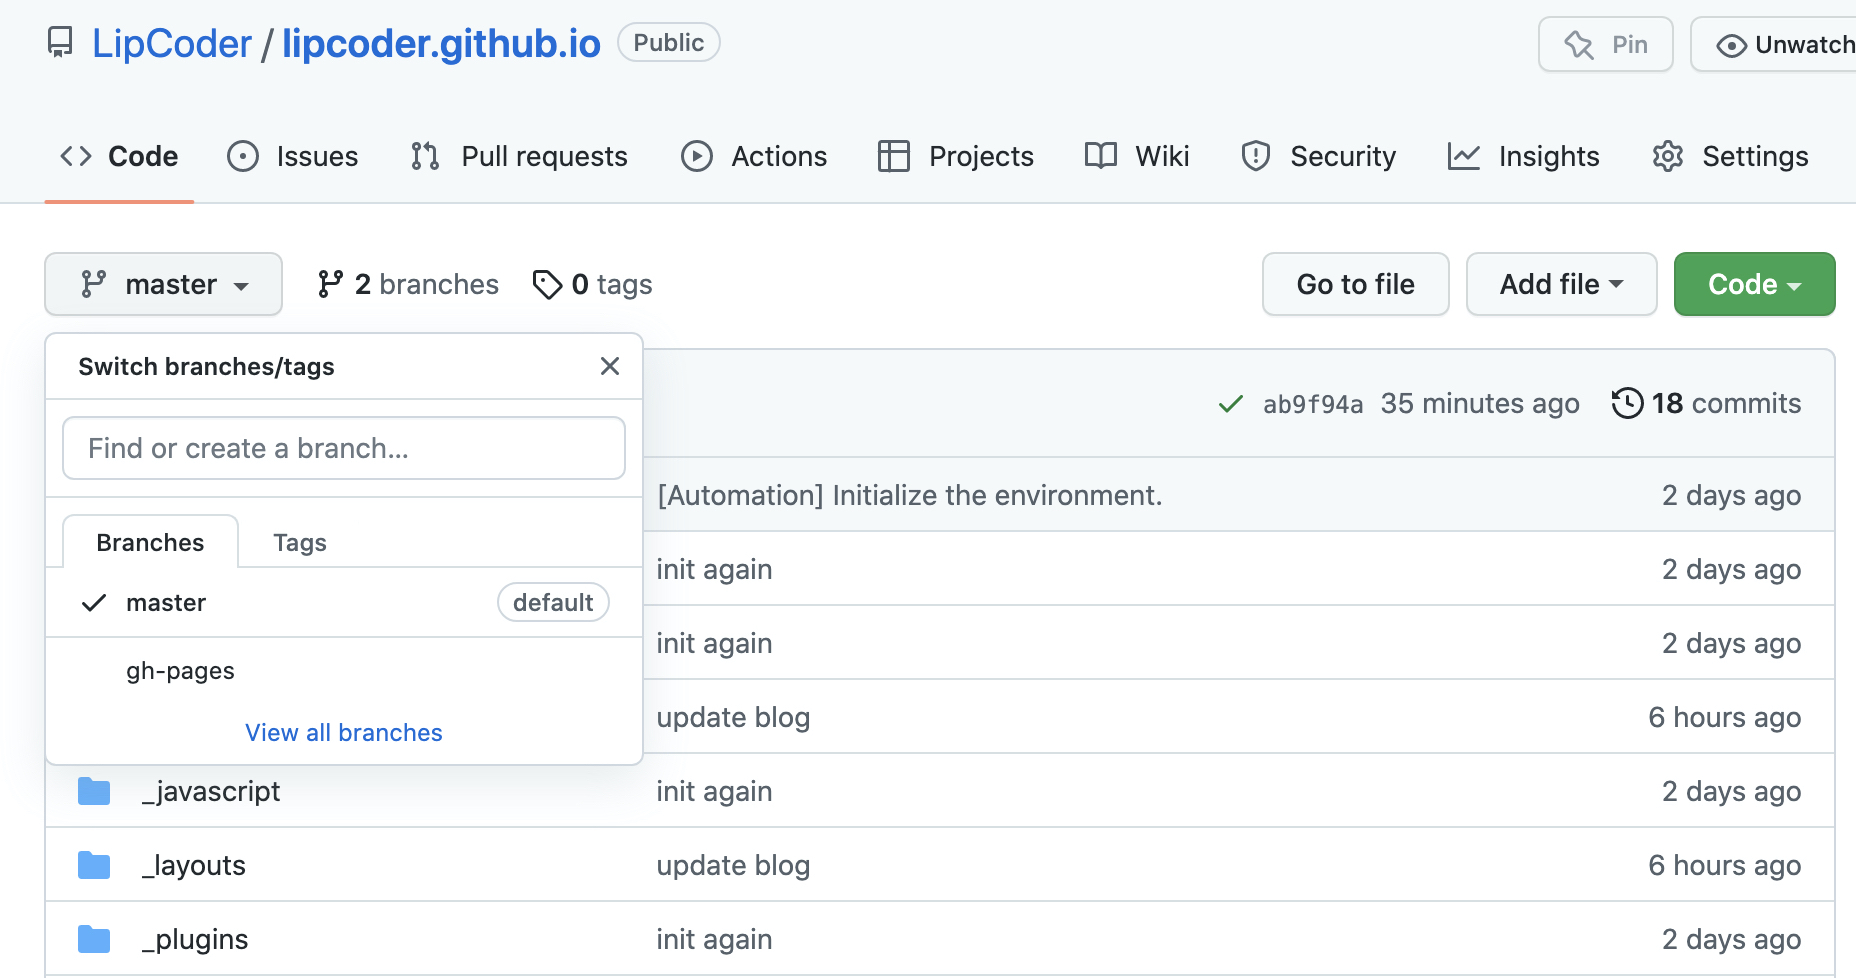 LipCoder / lipcoder.github.io Public Pin Unwatch
Code Issues Pull requests Actions Projects Wiki Security Insights Settings
master 2 branches 0 tags Go to file Add file Code
Switch branches/tags
ab9f94a 35 minutes ago 18 commits
Find or create a branch...
[Automation] Initialize the environment. 2 days ago
Branches Tags
init again 2 days ago
master default
init again 2 days ago
gh-pages
update blog 6 hours ago
View all branches
_javascript init again 2 days ago
_layouts update blog 6 hours ago
_plugins init again 2 days ago